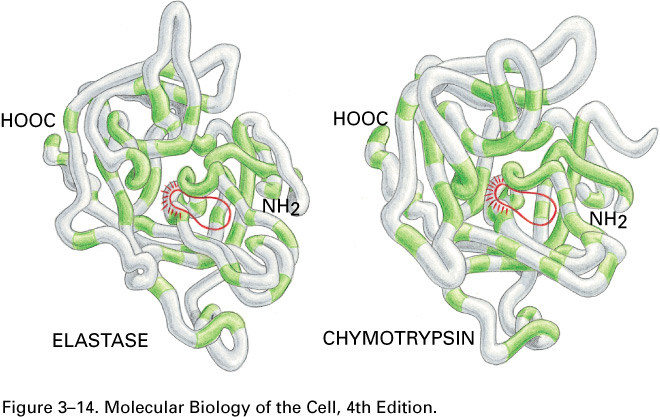 HOOC
HOOC
NH2
NH2
ELASTASE
CHYMOTRYPSIN
Figure 3–14. Molecular Biology of the Cell, 4th Edition.